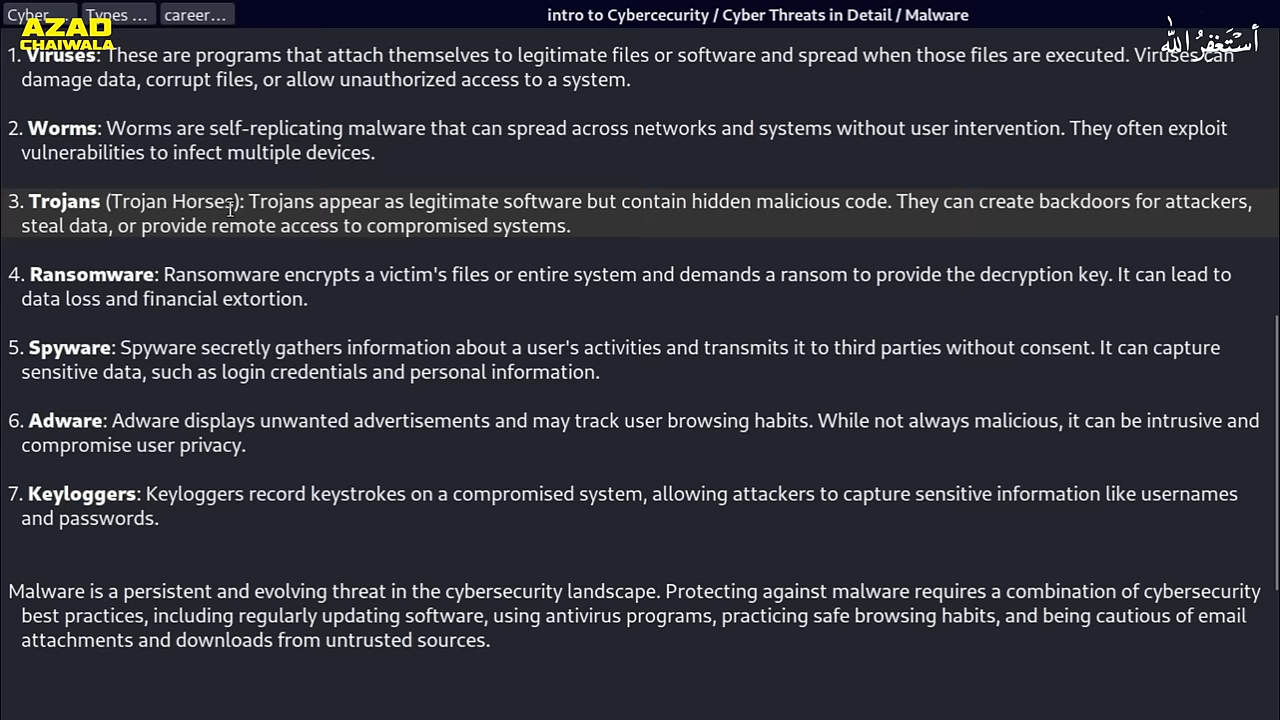 Cyber... Types ... career... intro to Cybercecurity / Cyber Threats in Detail / Malware
AZAD
CHAIWALA
أَسْتَغْفِرُ اللّٰه
1. Viruses: These are programs that attach themselves to legitimate files or software and spread when those files are executed. Viruses can
damage data, corrupt files, or allow unauthorized access to a system.
2. Worms: Worms are self-replicating malware that can spread across networks and systems without user intervention. They often exploit
vulnerabilities to infect multiple devices.
3. Trojans (Trojan Horses): Trojans appear as legitimate software but contain hidden malicious code. They can create backdoors for attackers,
steal data, or provide remote access to compromised systems.
4. Ransomware: Ransomware encrypts a victim's files or entire system and demands a ransom to provide the decryption key. It can lead to
data loss and financial extortion.
5. Spyware: Spyware secretly gathers information about a user's activities and transmits it to third parties without consent. It can capture
sensitive data, such as login credentials and personal information.
6. Adware: Adware displays unwanted advertisements and may track user browsing habits. While not always malicious, it can be intrusive and
compromise user privacy.
7. Keyloggers: Keyloggers record keystrokes on a compromised system, allowing attackers to capture sensitive information like usernames
and passwords.
Malware is a persistent and evolving threat in the cybersecurity landscape. Protecting against malware requires a combination of cybersecurity
best practices, including regularly updating software, using antivirus programs, practicing safe browsing habits, and being cautious of email
attachments and downloads from untrusted sources.